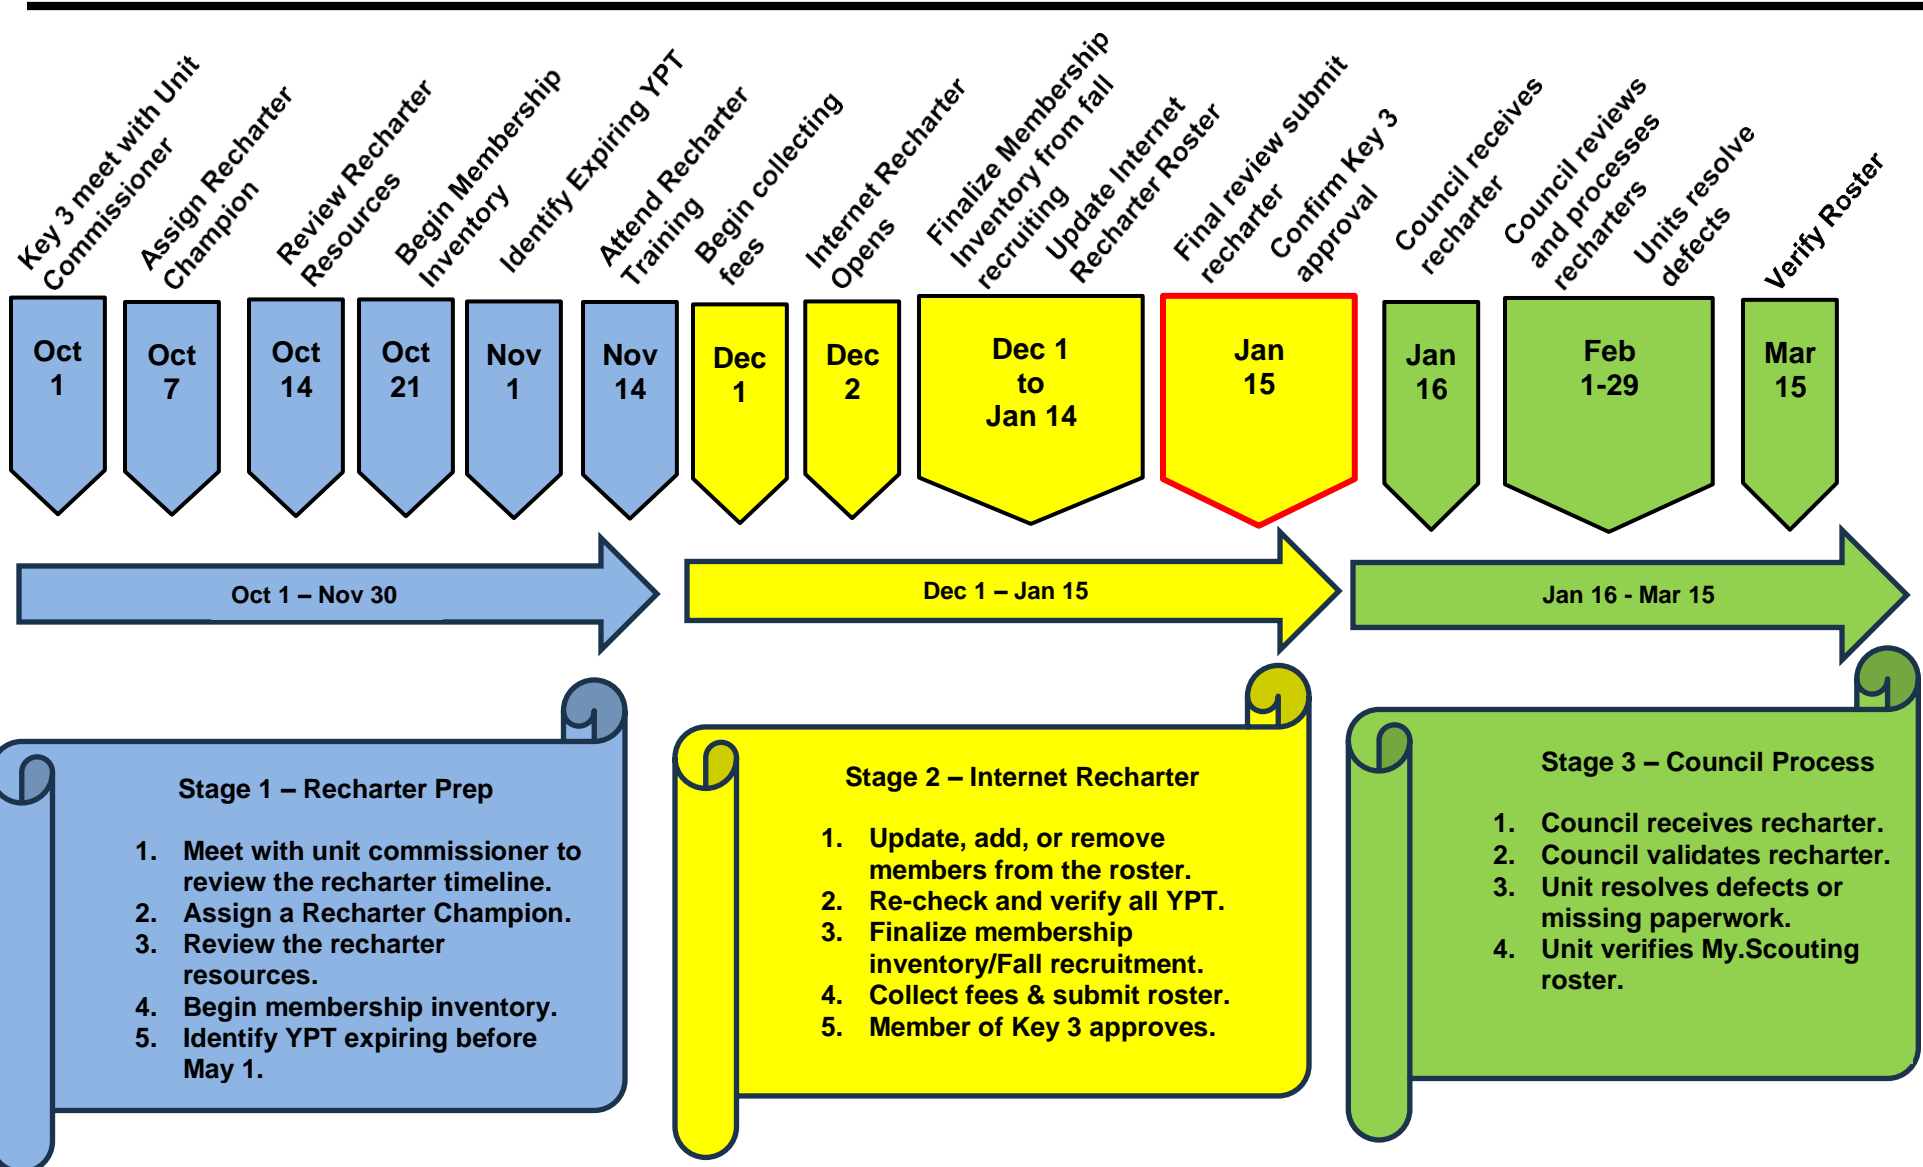 Key 3 meet with Unit
Commissioner
Assign Recharter
Champion
Review Recharter
Resources
Begin Membership
Inventory
Identify Expiring YPT
Attend Recharter
Training
Begin collecting
fees
Internet Recharter
Opens
Finalize Membership
Inventory from fall
recruiting
Update Internet
Recharter Roster
Final review submit
recharter
Confirm Key 3
approval
Council receives
recharter
Council reviews
and processes
recharters
Units resolve
defects
Verify Roster
Oct
1
Oct
7
Oct
14
Oct
21
Nov
1
Nov
14
Dec
1
Dec
2
Dec 1
to
Jan 14
Jan
15
Jan
16
Feb
1-29
Mar
15
Oct 1 – Nov 30
Dec 1 – Jan 15
Jan 16 - Mar 15
Stage 1 – Recharter Prep
1. Meet with unit commissioner to
review the recharter timeline.
2. Assign a Recharter Champion.
3. Review the recharter
resources.
4. Begin membership inventory.
5. Identify YPT expiring before
May 1.
Stage 2 – Internet Recharter
1. Update, add, or remove
members from the roster.
2. Re-check and verify all YPT.
3. Finalize membership
inventory/Fall recruitment.
4. Collect fees & submit roster.
5. Member of Key 3 approves.
Stage 3 – Council Process
1. Council receives recharter.
2. Council validates recharter.
3. Unit resolves defects or
missing paperwork.
4. Unit verifies My.Scouting
roster.